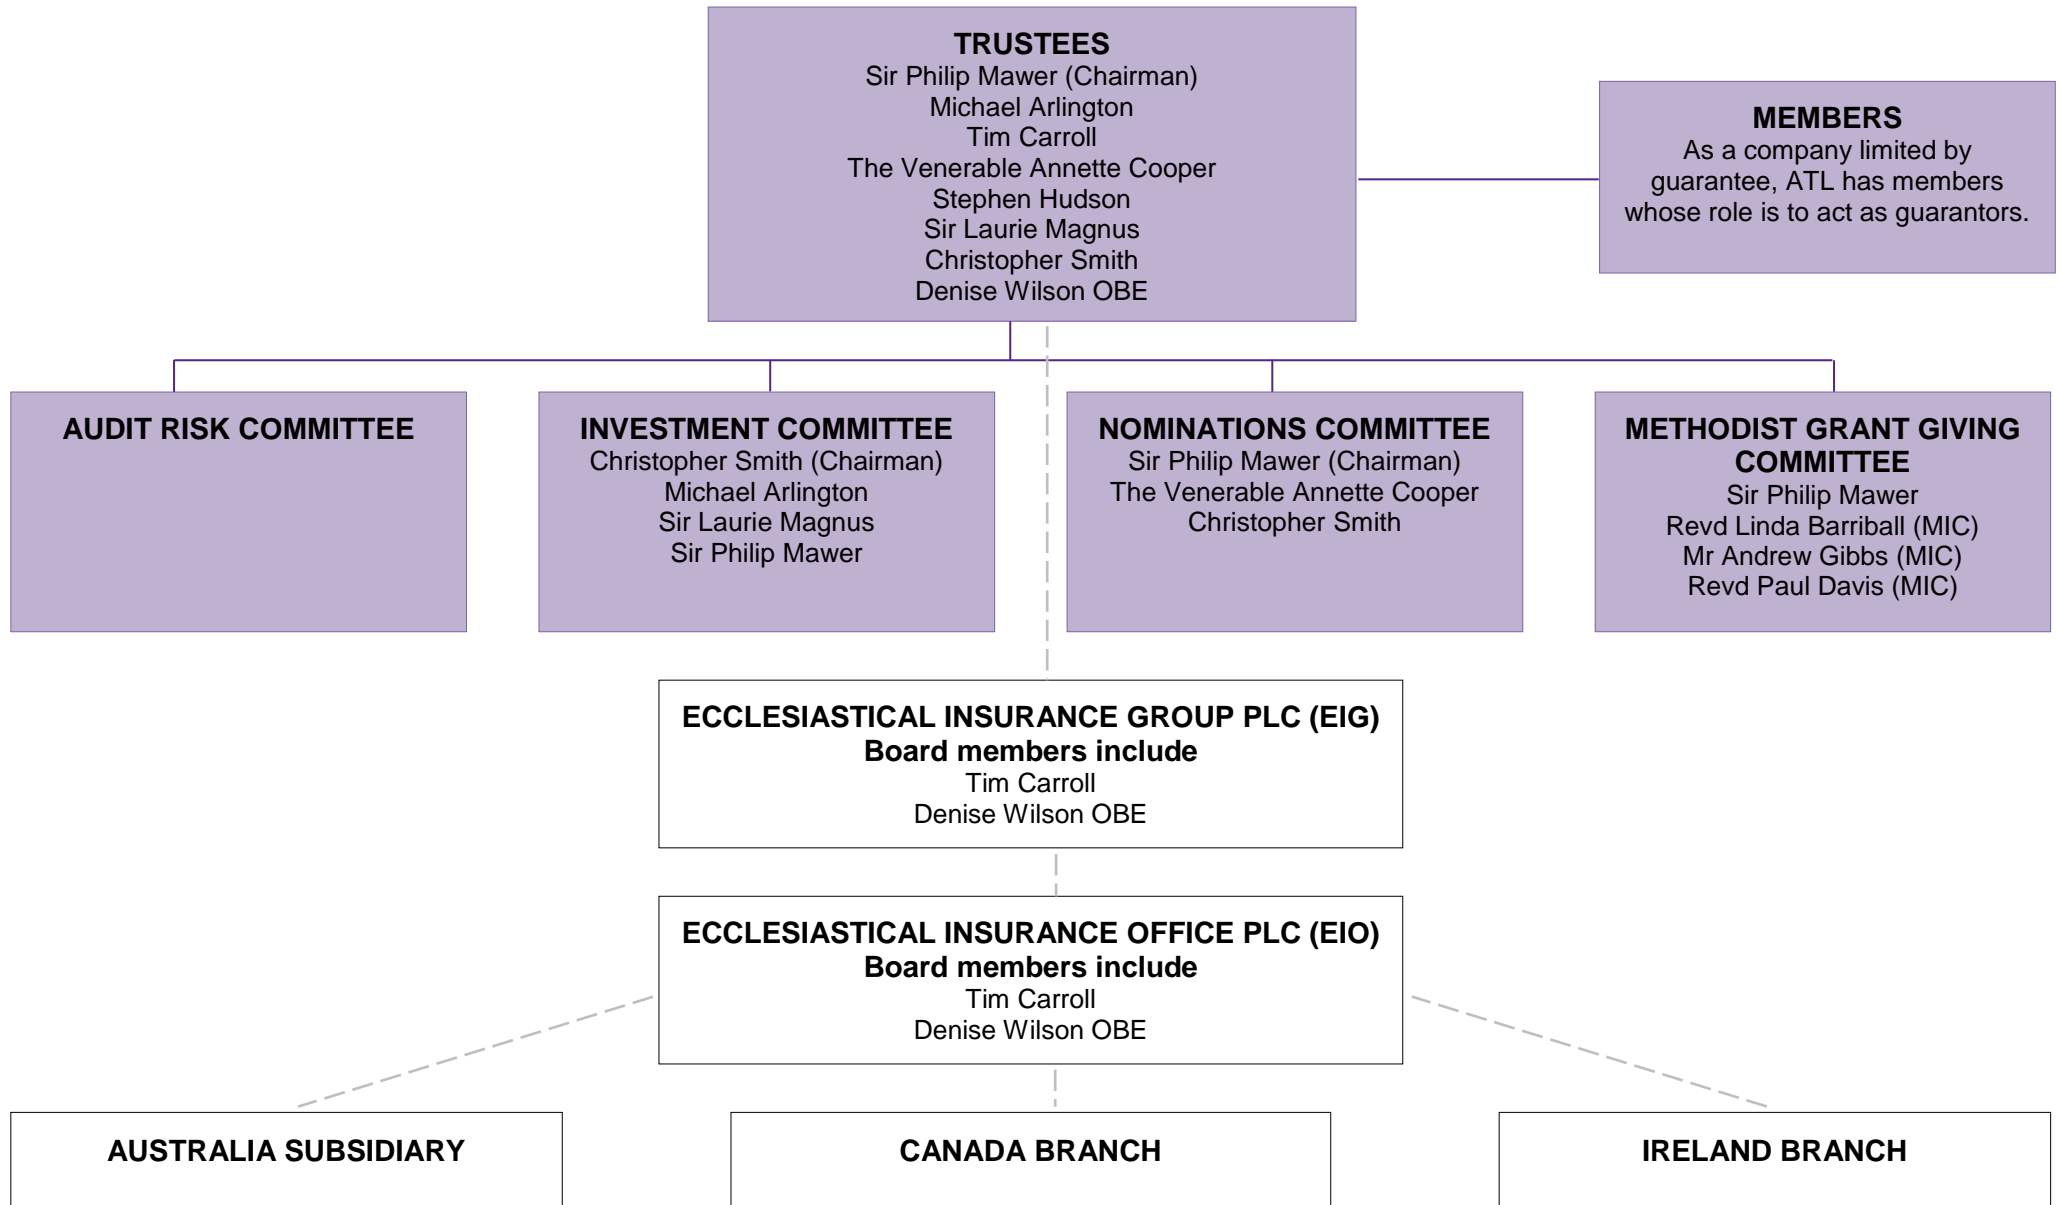 TRUSTEES
Sir Philip Mawer (Chairman)
Michael Arlington
Tim Carroll
The Venerable Annette Cooper
Stephen Hudson
Sir Laurie Magnus
Christopher Smith
Denise Wilson OBE
MEMBERS
As a company limited by
guarantee, ATL has members
whose role is to act as guarantors.
AUDIT RISK COMMITTEE
INVESTMENT COMMITTEE
Christopher Smith (Chairman)
Michael Arlington
Sir Laurie Magnus
Sir Philip Mawer
NOMINATIONS COMMITTEE
Sir Philip Mawer (Chairman)
The Venerable Annette Cooper
Christopher Smith
METHODIST GRANT GIVING
COMMITTEE
Sir Philip Mawer
Revd Linda Barriball (MIC)
Mr Andrew Gibbs (MIC)
Revd Paul Davis (MIC)
ECCLESIASTICAL INSURANCE GROUP PLC (EIG)
Board members include
Tim Carroll
Denise Wilson OBE
ECCLESIASTICAL INSURANCE OFFICE PLC (EIO)
Board members include
Tim Carroll
Denise Wilson OBE
AUSTRALIA SUBSIDIARY
CANADA BRANCH
IRELAND BRANCH